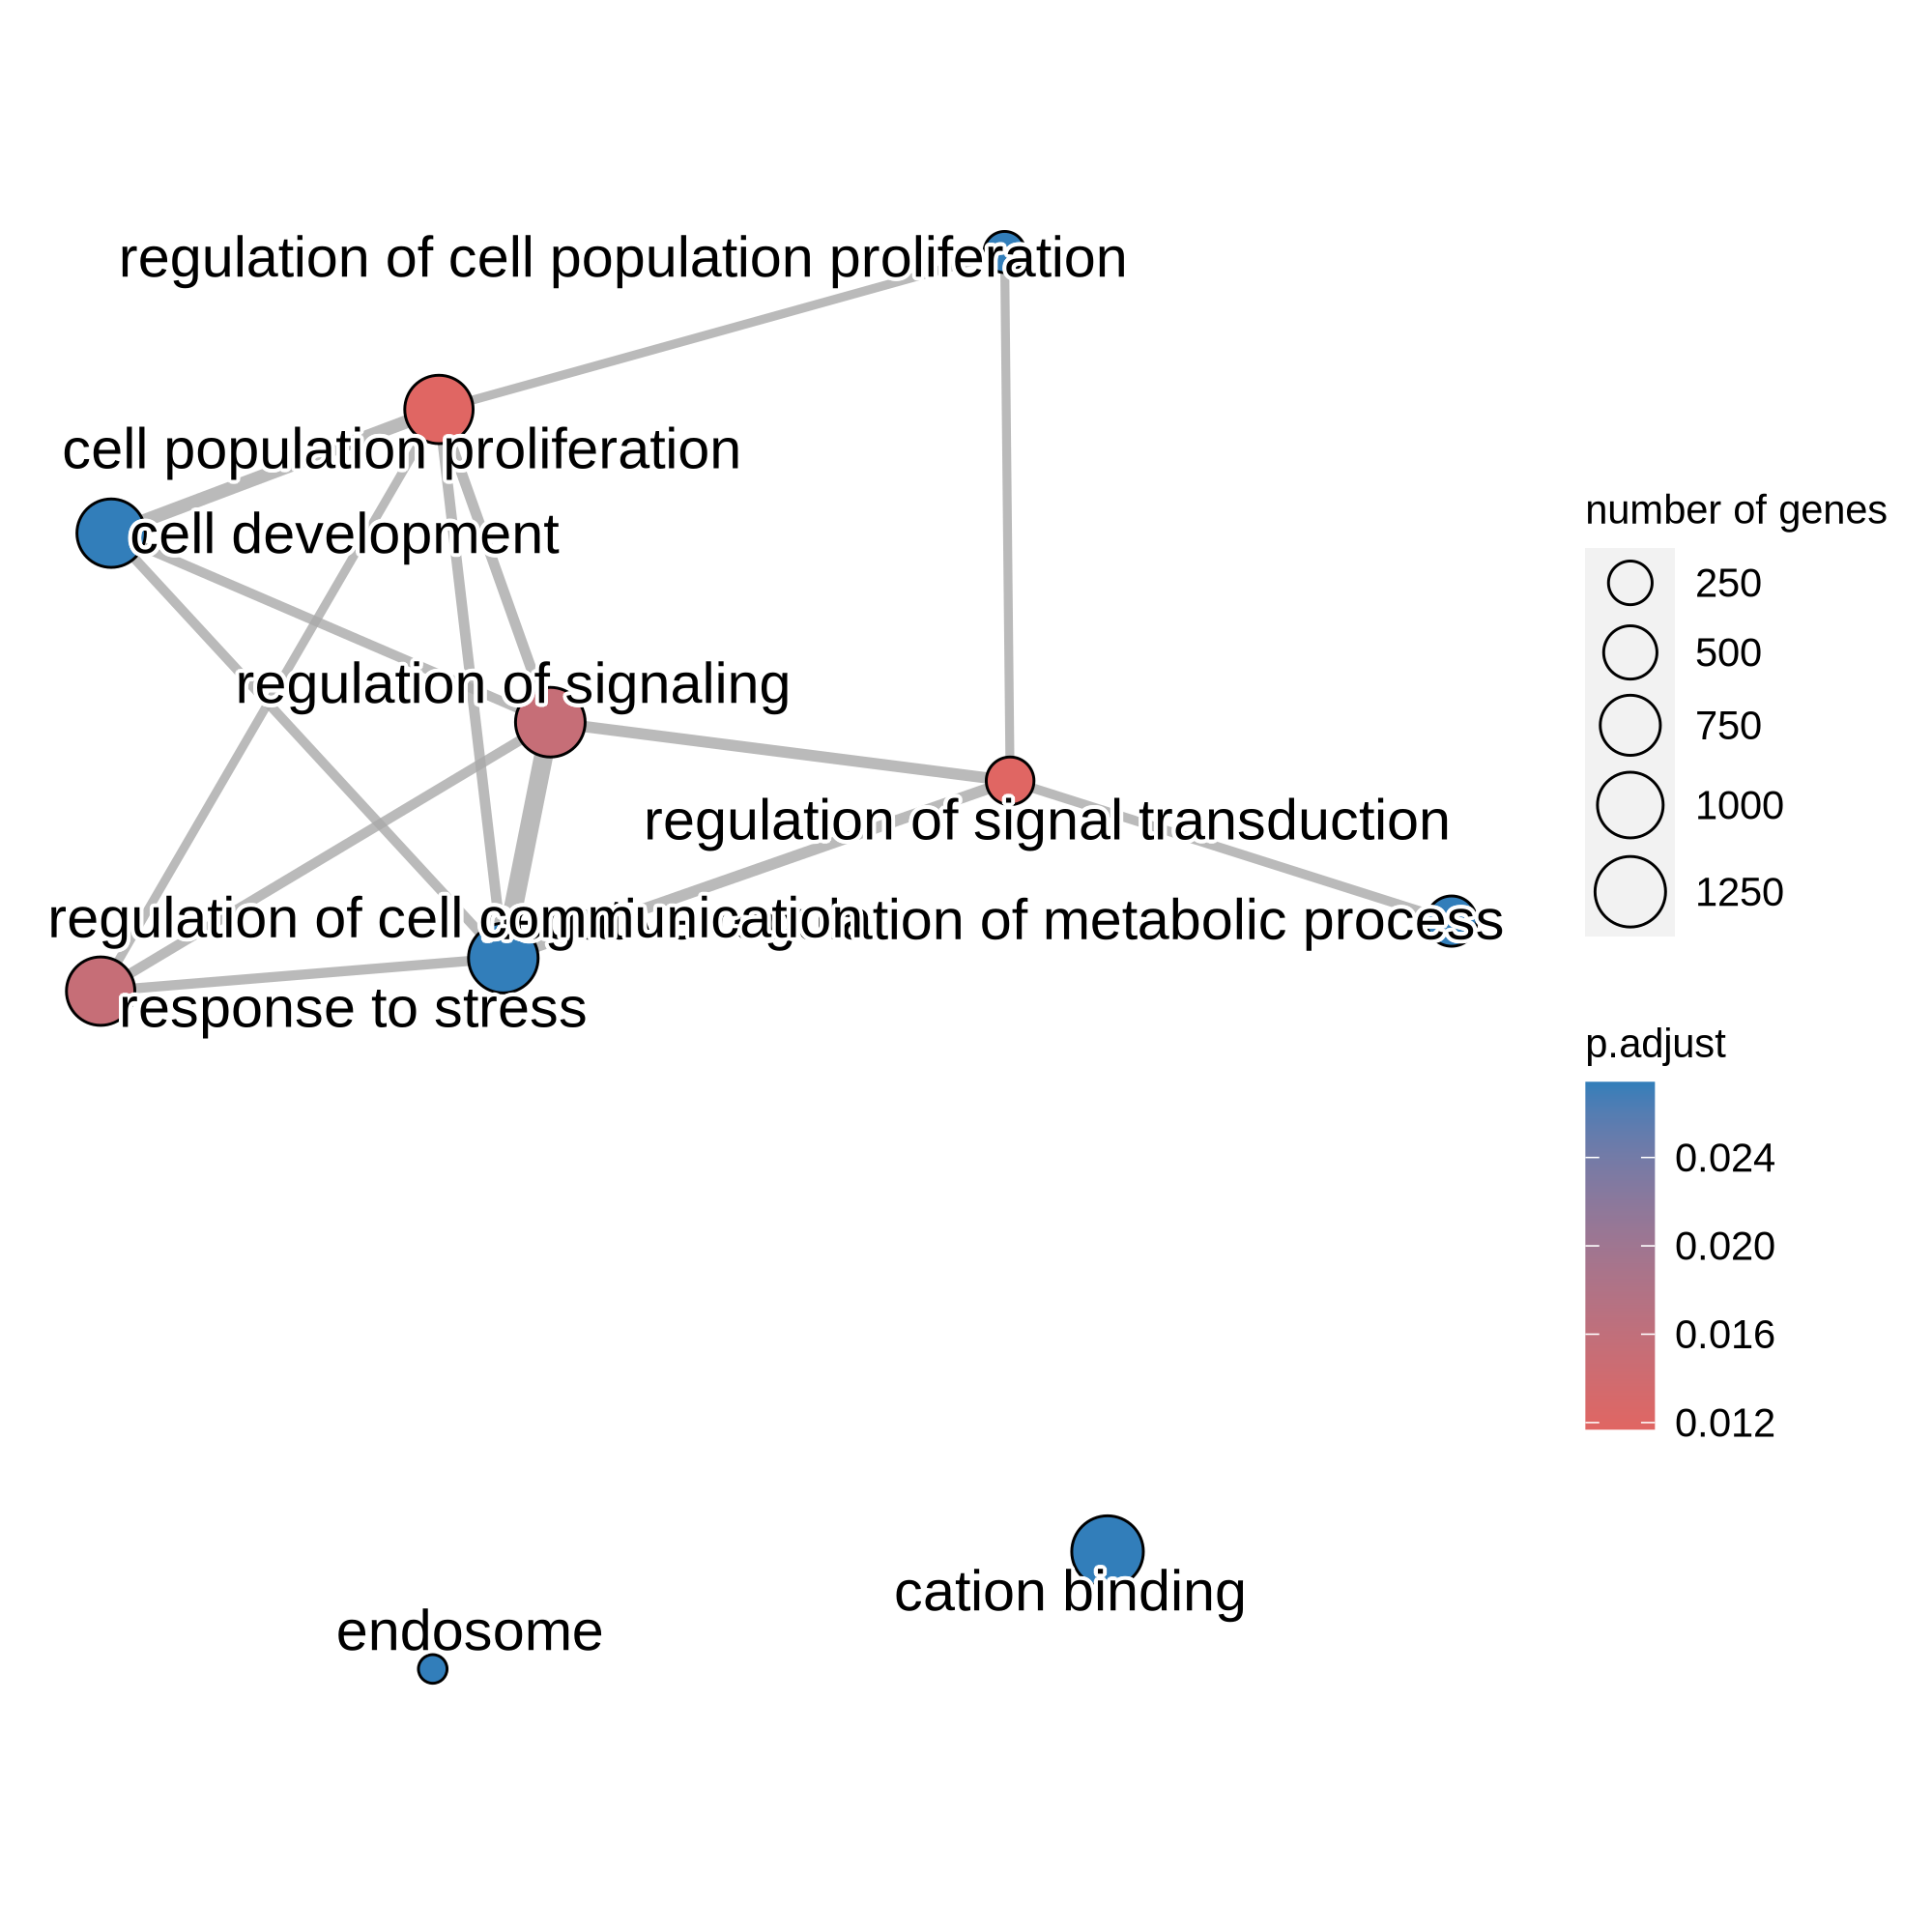 regulation of cell population proliferation
cell population proliferation
cell development
regulation of signaling
regulation of signal transduction
regulation of cell communication
of metabolic process
response to stress
cation binding
endosome
number of genes
250
500
750
1000
1250
p.adjust
0.024
0.020
0.016
0.012